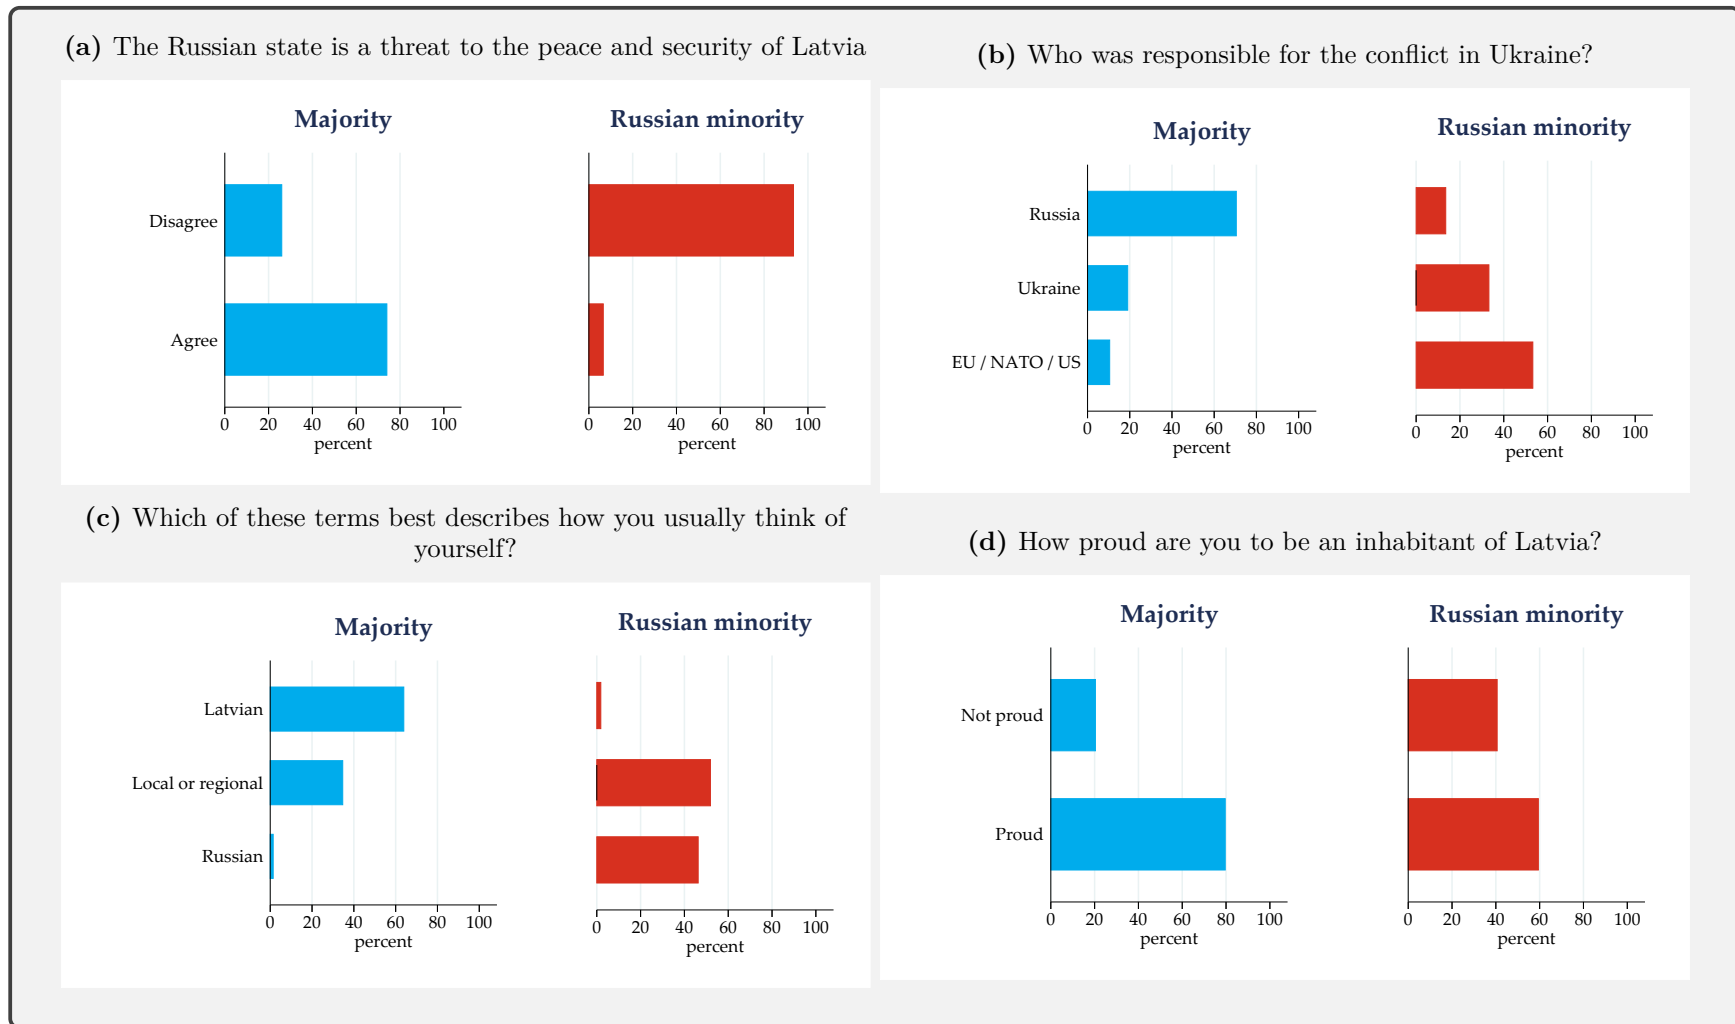 (a) The Russian state is a threat to the peace and security of Latvia
Majority
Russian minority
Disagree
Agree
0 20 40 60 80 100
percent
0 20 40 60 80 100
percent
(b) Who was responsible for the conflict in Ukraine?
Majority
Russian minority
Russia
Ukraine
EU / NATO / US
0 20 40 60 80 100
percent
0 20 40 60 80 100
percent
(c) Which of these terms best describes how you usually think of
yourself?
Majority
Russian minority
Latvian
Local or regional
Russian
0 20 40 60 80 100
percent
0 20 40 60 80 100
percent
(d) How proud are you to be an inhabitant of Latvia?
Majority
Russian minority
Not proud
Proud
0 20 40 60 80 100
percent
0 20 40 60 80 100
percent